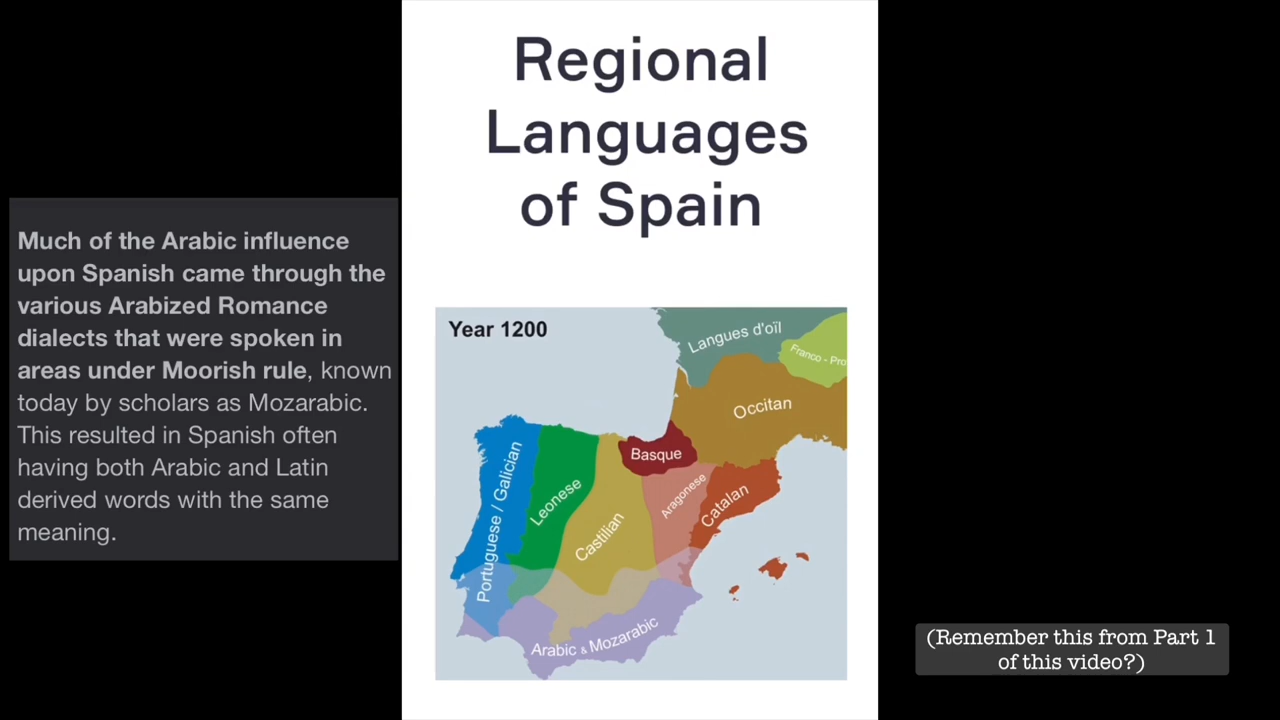 Regional
Languages
of Spain
Much of the Arabic influence
upon Spanish came through the
various Arabized Romance
dialects that were spoken in
areas under Moorish rule, known
today by scholars as Mozarabic.
This resulted in Spanish often
having both Arabic and Latin
derived words with the same
meaning.
Year 1200
Langues d'oïl
Franco - Pro
Occitan
Basque
Portuguese / Galician
Leonese
Castilian
Aragonese
Catalan
Arabic & Mozarabic
(Remember this from Part 1
of this video?)